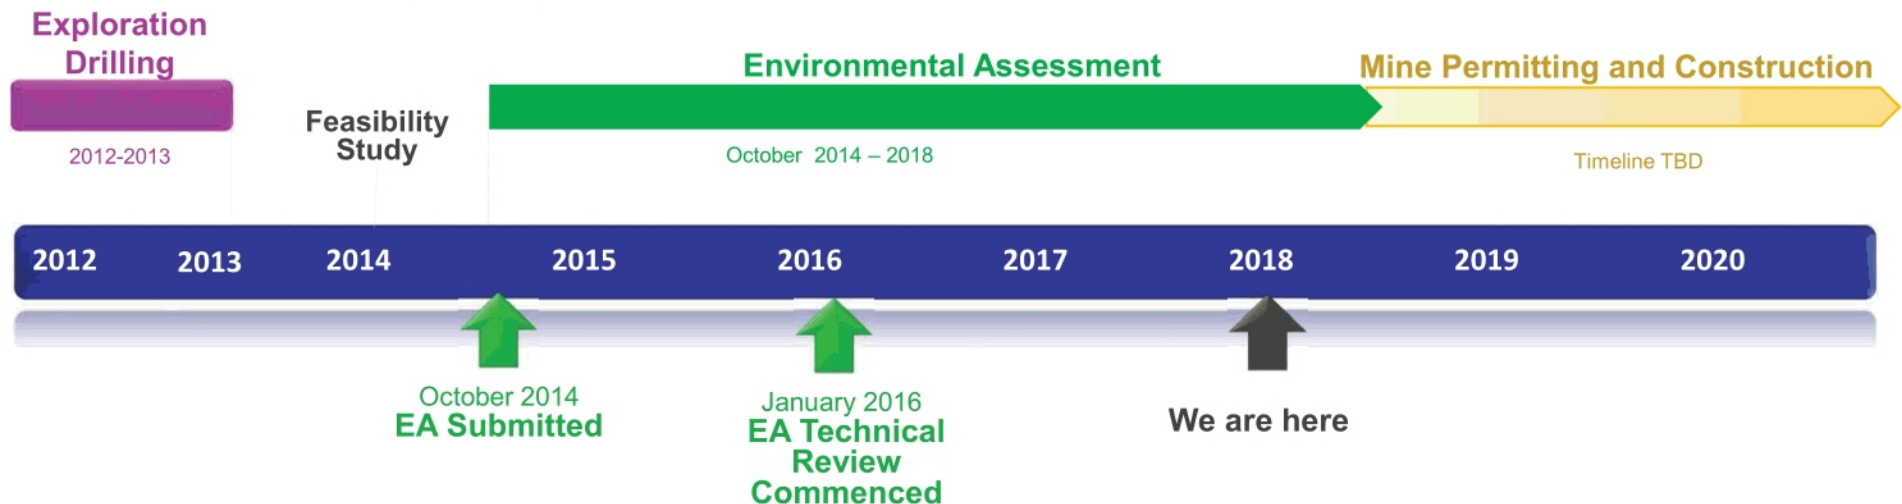 Exploration
Drilling
2012-2013
Feasibility
Study
Environmental Assessment
October 2014 – 2018
Mine Permitting and Construction
Timeline TBD
2012 2013 2014 2015 2016 2017 2018 2019 2020
October 2014
EA Submitted
January 2016
EA Technical
Review
Commenced
We are here